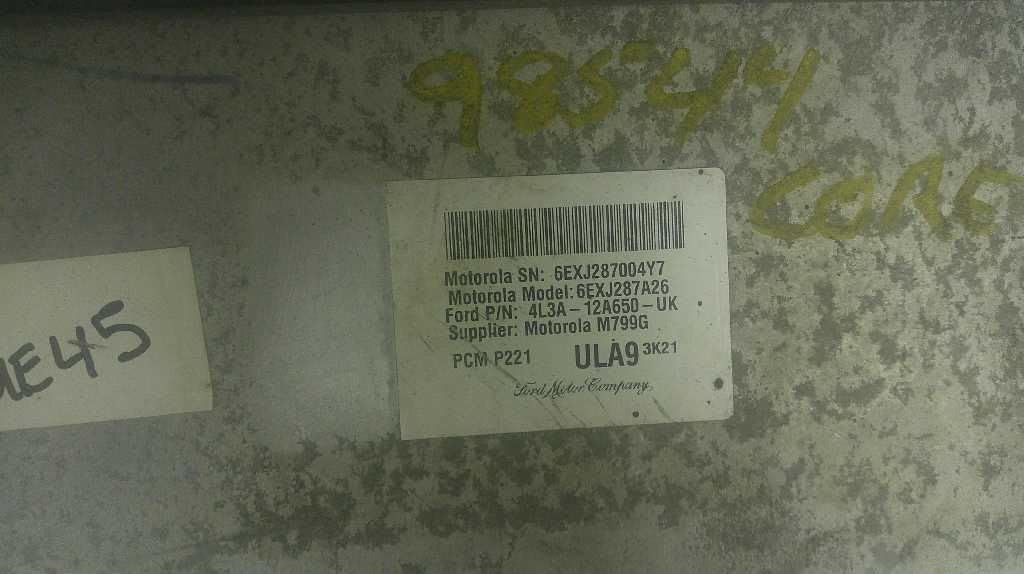 98544
CORE
Motorola SN: 6EXJ287004Y7
Motorola Model: 6EXJ287A26
Ford P/N: 4L3A-12A650-UK
Supplier: Motorola M799G
PCM P221 ULA9 3K21
Ford Motor Company,
E45